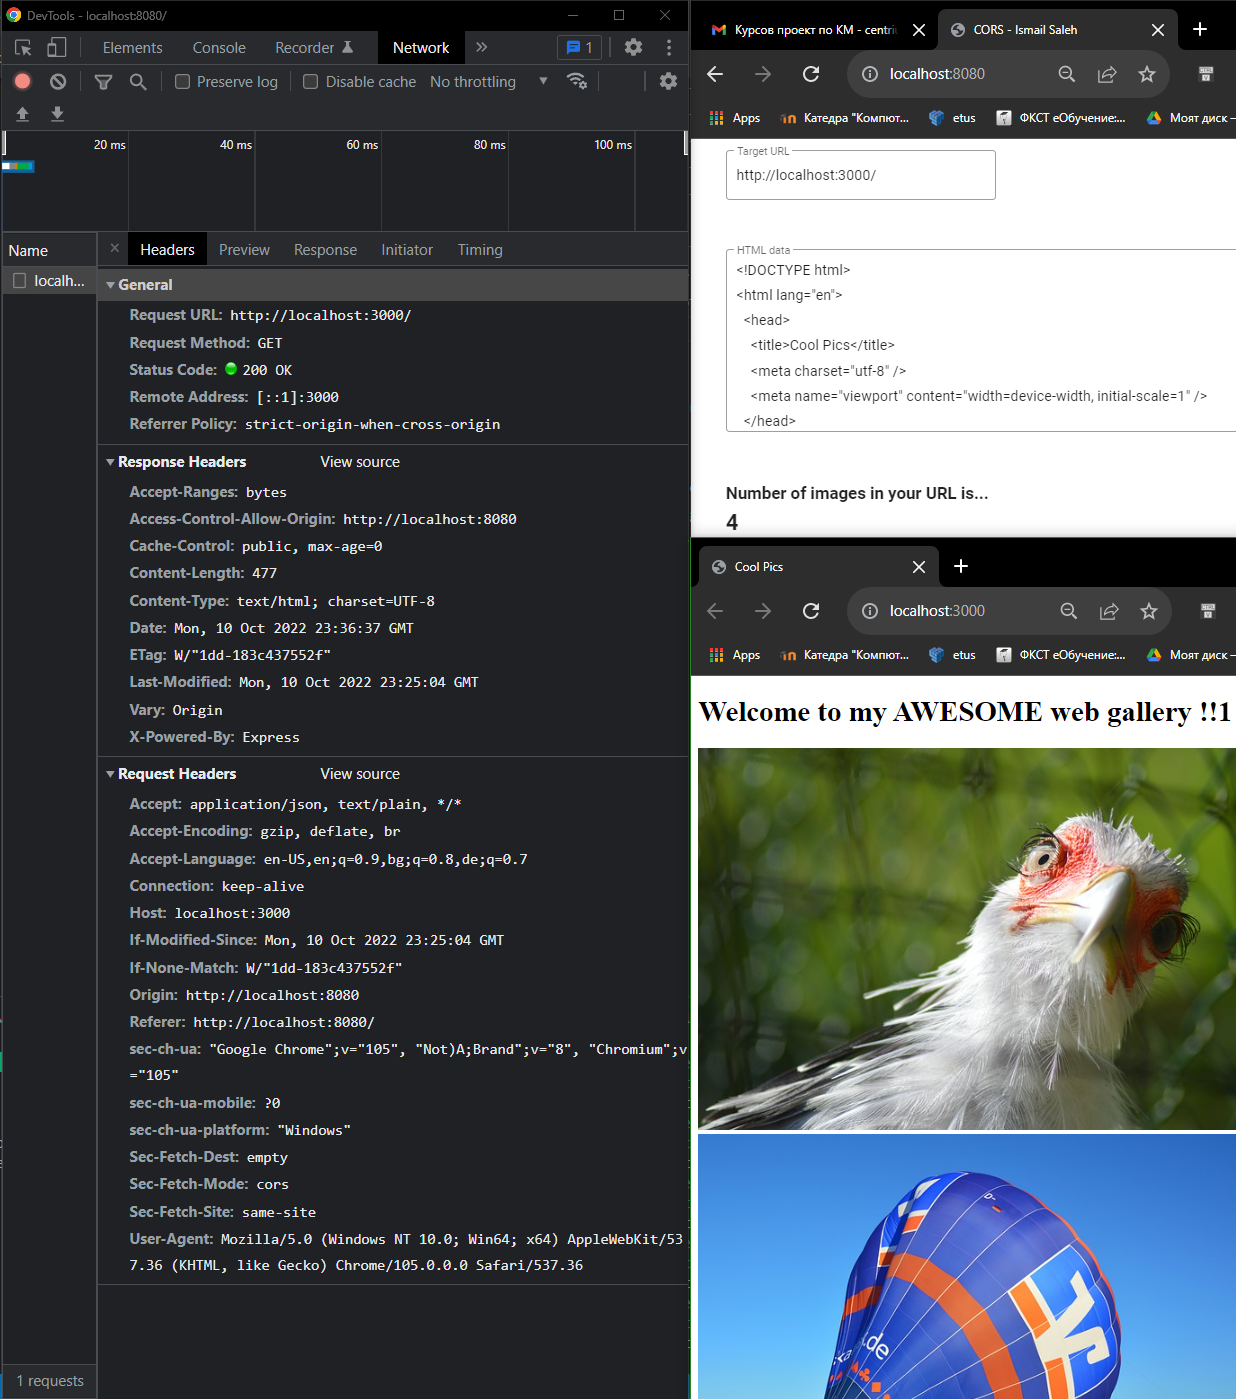 DevTools - localhost:8080/
Elements
Console
Recorder
Network
1
Preserve log
Disable cache
No throttling
20 ms
40 ms
60 ms
80 ms
100 ms
Name
Headers
Preview
Response
Initiator
Timing
localh...
General
Request URL: http://localhost:3000/
Request Method: GET
Status Code: 200 OK
Remote Address: [::1]:3000
Referrer Policy: strict-origin-when-cross-origin
Response Headers
View source
Accept-Ranges: bytes
Access-Control-Allow-Origin: http://localhost:8080
Cache-Control: public, max-age=0
Content-Length: 477
Content-Type: text/html; charset=UTF-8
Date: Mon, 10 Oct 2022 23:36:37 GMT
ETag: W/"1dd-183c437552f"
Last-Modified: Mon, 10 Oct 2022 23:25:04 GMT
Vary: Origin
X-Powered-By: Express
Request Headers
View source
Accept: application/json, text/plain, */*
Accept-Encoding: gzip, deflate, br
Accept-Language: en-US,en;q=0.9,bg;q=0.8,de;q=0.7
Connection: keep-alive
Host: localhost:3000
If-Modified-Since: Mon, 10 Oct 2022 23:25:04 GMT
If-None-Match: W/"1dd-183c437552f"
Origin: http://localhost:8080
Referer: http://localhost:8080/
sec-ch-ua: "Google Chrome";v="105", "Not)A;Brand";v="8", "Chromium";v
="105"
sec-ch-ua-mobile: ?0
sec-ch-ua-platform: "Windows"
Sec-Fetch-Dest: empty
Sec-Fetch-Mode: cors
Sec-Fetch-Site: same-site
User-Agent: Mozilla/5.0 (Windows NT 10.0; Win64; x64) AppleWebKit/53
7.36 (KHTML, like Gecko) Chrome/105.0.0.0 Safari/537.36
1 requests
Курсов проект по КМ - centri
CORS - Ismail Saleh
localhost:8080
Apps
Катедра "Компют...
etus
ФКСТ еОбучение:...
Моят диск –
Target URL
http://localhost:3000/
HTML data
<!DOCTYPE html>
<html lang="en">
<head>
<title>Cool Pics</title>
<meta charset="utf-8" />
<meta name="viewport" content="width=device-width, initial-scale=1" />
</head>
Number of images in your URL is...
4
Cool Pics
localhost:3000
Apps
Катедра "Компют...
etus
ФКСТ еОбучение:...
Моят диск –
Welcome to my AWESOME web gallery !!1